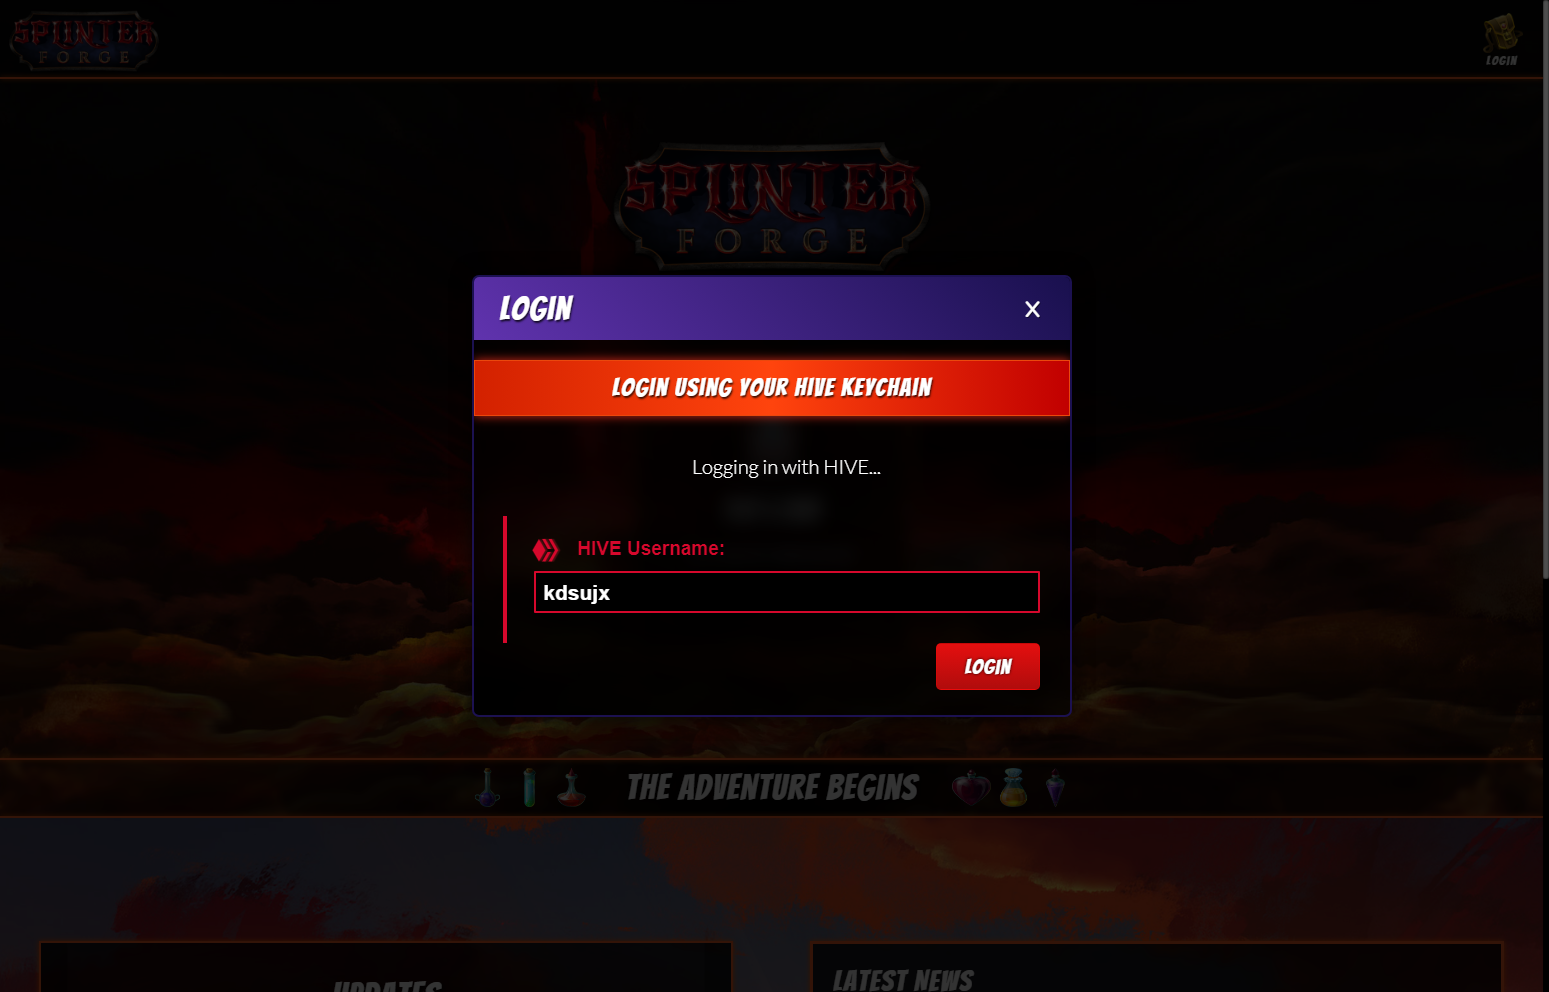 SPLINTER
FORGE
LOGIN
SPLINTER
FORGE
LOGIN
X
LOGIN USING YOUR HIVE KEYCHAIN
Logging in with HIVE...
HIVE Username:
kdsujx
LOGIN
THE ADVENTURE BEGINS
UPDATES
LATEST NEWS